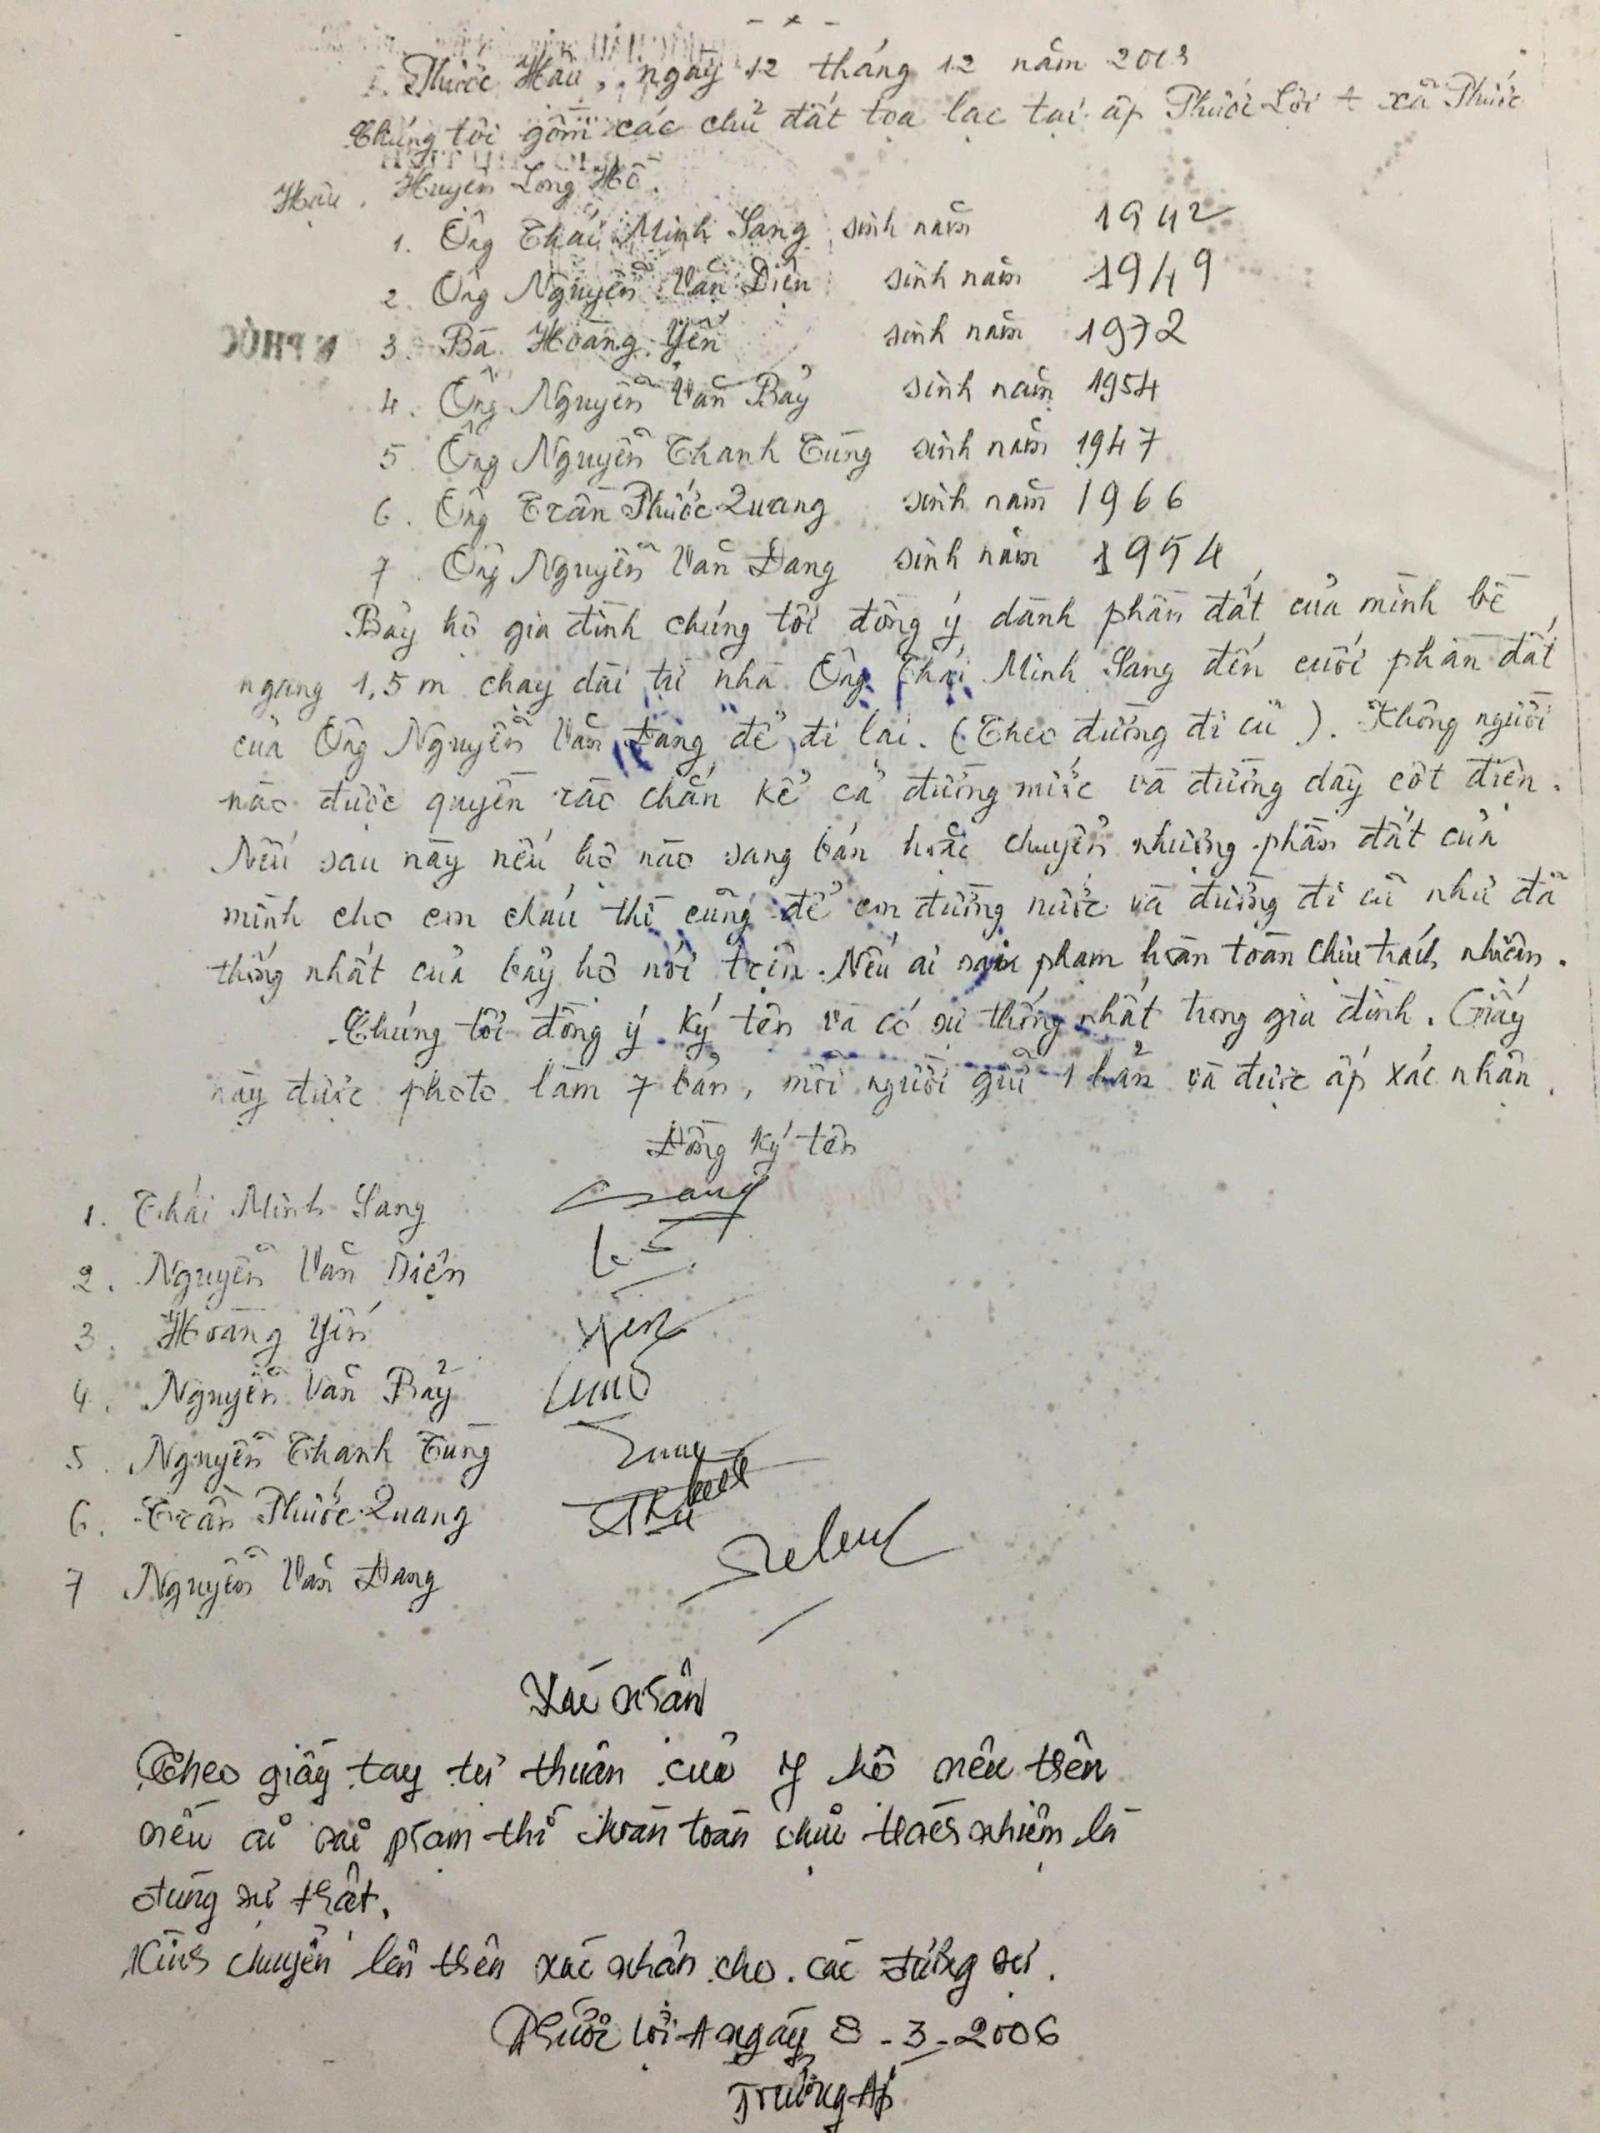 - x -
Phước Hậu, ngày 12 tháng 12 năm 2003
Chúng tôi gồm các chủ đất tọa lạc tại ấp Phước Lợi A xã Phước
Hậu, Huyện Long Hồ.
1. Ông Thái Minh Sang sinh năm 1942
2. Ông Nguyễn Văn Diện sinh năm 1949
3. Bà Hoàng Yến sinh năm 1972
4. Ông Nguyễn Văn Bảy sinh năm 1954
5 Ông Nguyễn Thanh Tùng sinh năm 1947
6. Ông Trần Phước Quang sinh năm 1966
7. Ông Nguyễn Văn Đang sinh năm 1954
N PHÚC
Bảy hộ gia đình chúng tôi đồng ý dành phần đất của mình bề
ngang 1,5 m chạy dài từ nhà Ông Thái Minh Sang đến cuối phần đất
của Ông Nguyễn Văn Đang để đi lại. (Theo đường đi cũ). Không người
nào được quyền rào chắn kể cả đường nước và đường dây cột điện.
Nếu sau này nếu hộ nào sang bán hoặc chuyển nhượng phần đất của
mình cho con cháu thì cũng để con đường nước và đường đi cũ như đã
thống nhất của bảy hộ nói trên. Nếu ai sai phạm hoàn toàn chịu trách nhiệm.
Chúng tôi đồng ý ký tên và có sự thống nhất trong gia đình. Giấy
này được photo làm 7 bản, mỗi người giữ 1 bản và được ấp xác nhận.
Đồng ký tên
1. Thái Minh Sang Sang
2. Nguyễn Văn Diện
3. Hoàng Yến Yến
4. Nguyễn Văn Bảy
5. Nguyễn Thanh Tùng Tung
6. Trần Phước Quang
7 Nguyễn Văn Đang
Xác nhận
Theo giấy tay tự thuận của 7 hộ nêu trên
nếu ai sai phạm thì hoàn toàn chịu trách nhiệm là
đúng sự thật.
Kính chuyển lên trên xác nhận cho các đương sự.
Phước Lợi A ngày 8-3-2006
Trưởng Ấp